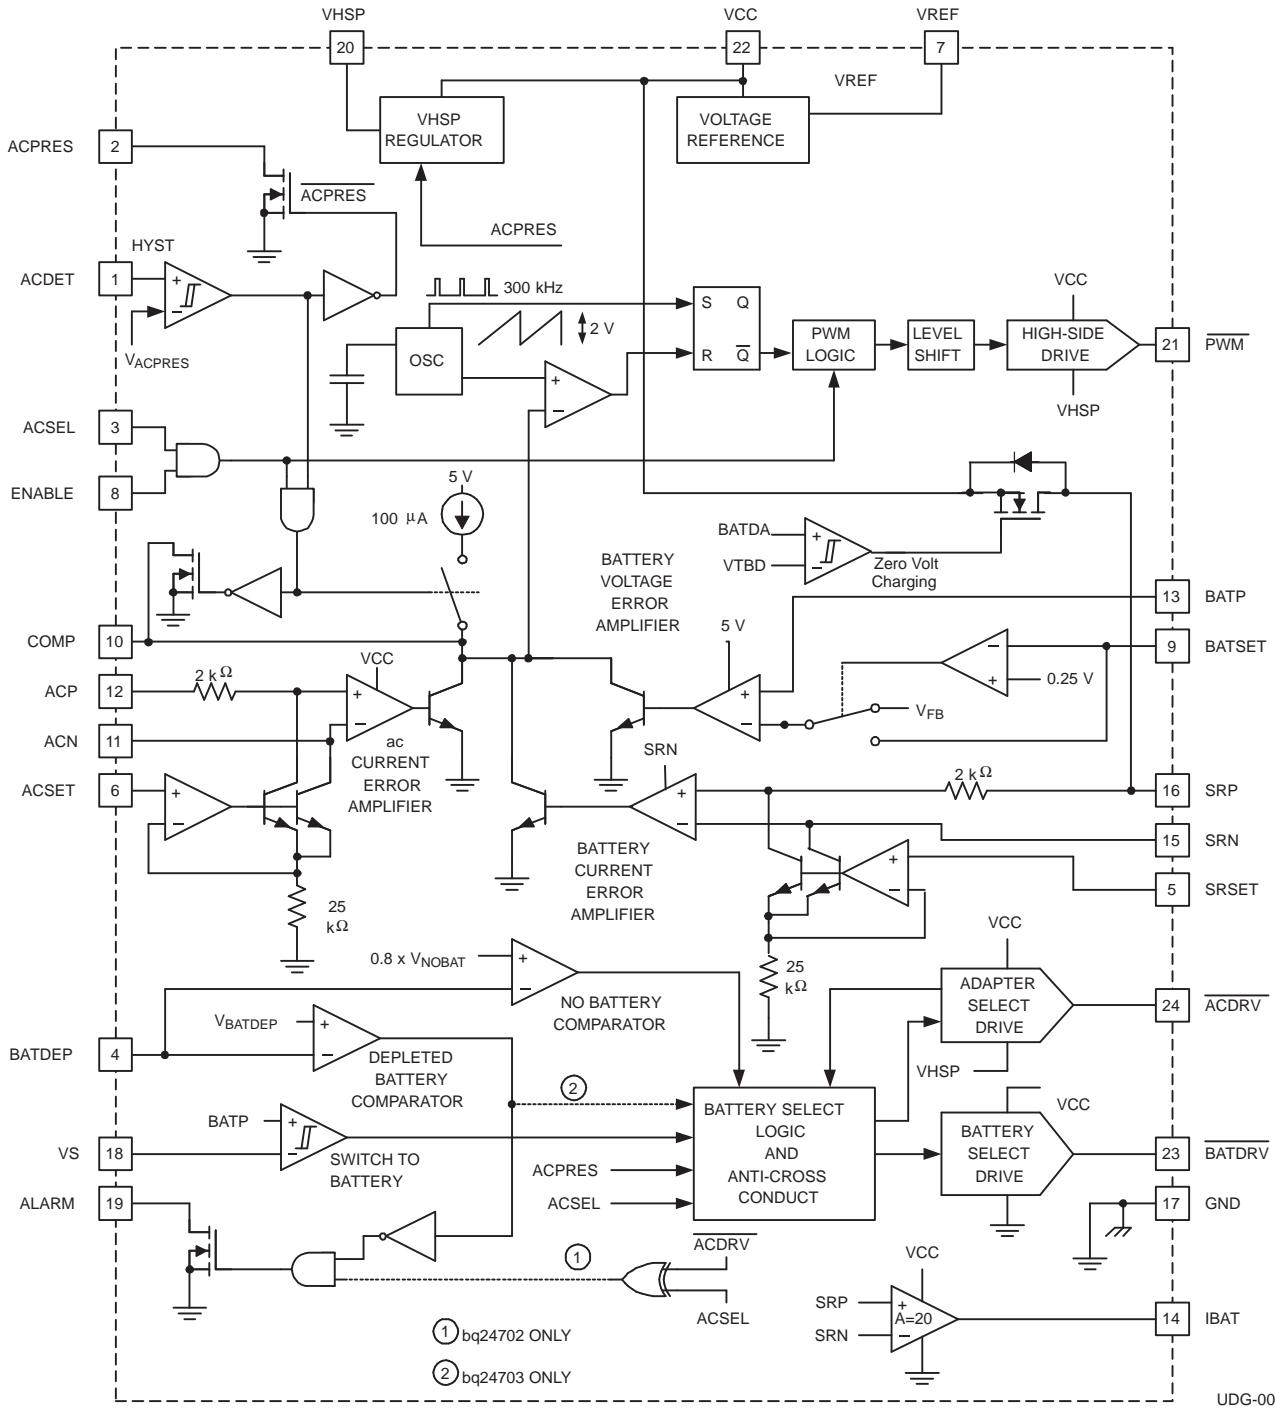 VHSP
VCC
VREF
20
22
7
VREF
VHSP
REGULATOR
VOLTAGE
REFERENCE
ACPRES
2
ACPRES
ACPRES
HYST
ACDET
1
+
−
VACPRES
300 kHz
2 V
OSC
+
−
S Q
R Q
PWM
LOGIC
LEVEL
SHIFT
VCC
HIGH-SIDE
DRIVE
VHSP
21
PWM
ACSEL
3
ENABLE
8
5 V
100 µA
BATDA
VTBD
+
−
Zero Volt
Charging
BATTERY
VOLTAGE
ERROR
AMPLIFIER
13
BATP
COMP
10
5 V
9
BATSET
−
+
0.25 V
ACP
12
2 kΩ
VCC
+
−
+
−
VFB
ACN
11
ac
CURRENT
ERROR
AMPLIFIER
SRN
ACSET
6
+
−
+
−
2 kΩ
16
SRP
15
SRN
BATTERY
CURRENT
ERROR
AMPLIFIER
+
−
5
SRSET
25
kΩ
VCC
0.8 x VNOBAT
+
−
25
kΩ
NO BATTERY
COMPARATOR
ADAPTER
SELECT
DRIVE
24
ACDRV
VBATDEP
+
−
BATDEP
4
DEPLETED
BATTERY
COMPARATOR
VHSP
2
VCC
BATP
+
−
VS
18
SWITCH TO
BATTERY
BATTERY SELECT
LOGIC
AND
ANTI-CROSS
CONDUCT
ACPRES
ACSEL
BATTERY
SELECT
DRIVE
23
BATDRV
ALARM
19
17
GND
ACDRV
1
ACSEL
VCC
SRP
SRN
+
A=20
−
14
IBAT
1 bq24702 ONLY
2 bq24703 ONLY
UDG-00